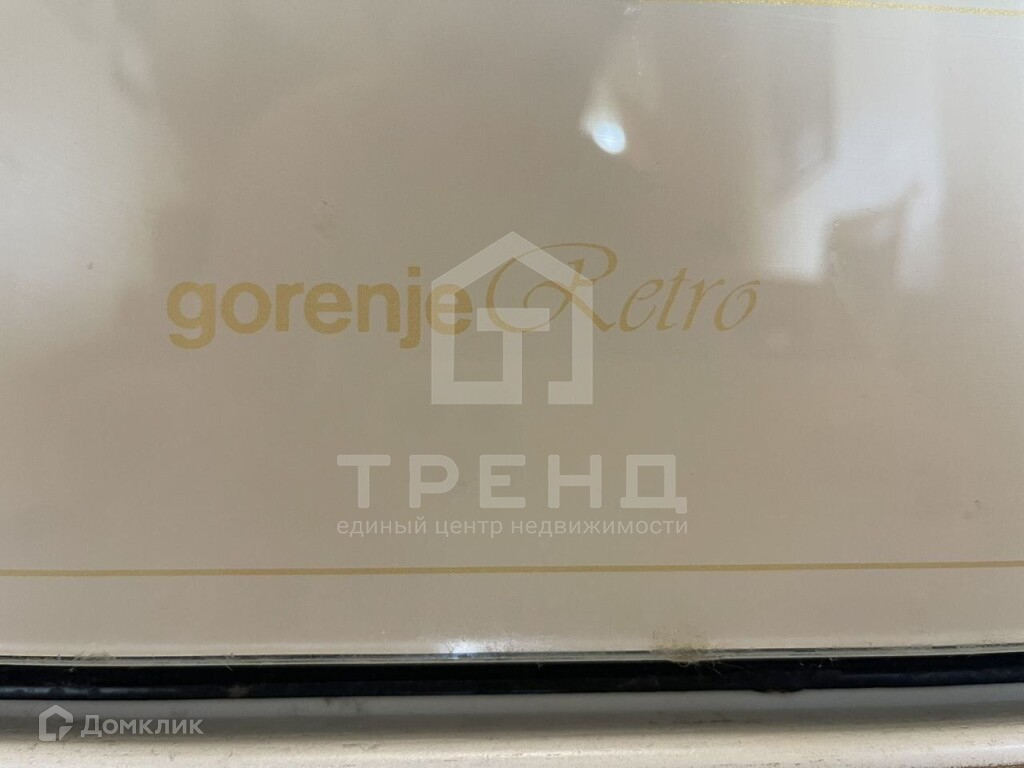 gorenje Retro
ТРЕНД
единый центр недвижимости
Домклик